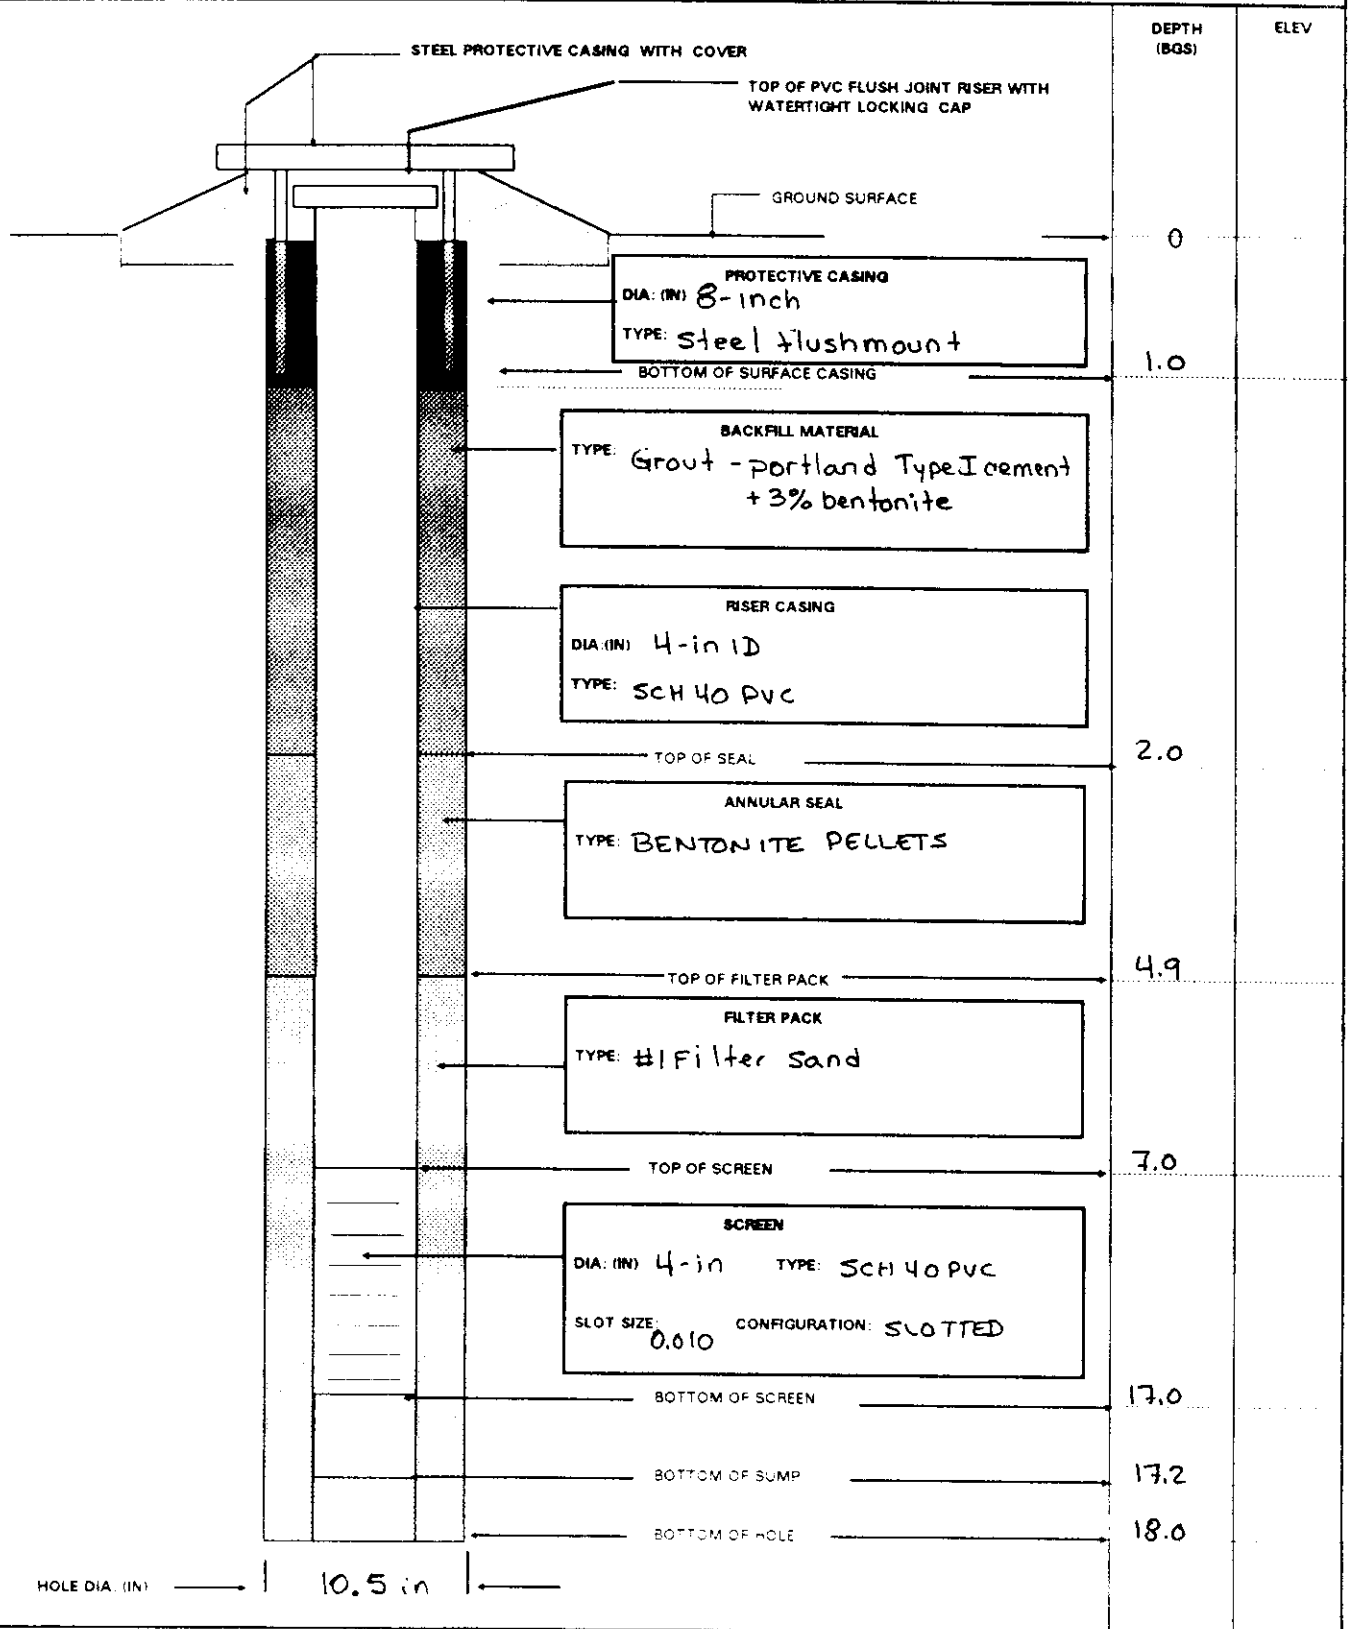 DEPTH
(BGS)
ELEV
STEEL PROTECTIVE CASING WITH COVER
TOP OF PVC FLUSH JOINT RISER WITH
WATERTIGHT LOCKING CAP
GROUND SURFACE
0
PROTECTIVE CASING
DIA: (IN) 8-inch
TYPE: Steel flushmount
BOTTOM OF SURFACE CASING
1.0
BACKFILL MATERIAL
TYPE: Grout - portland Type I cement
+ 3% bentonite
RISER CASING
DIA:(IN) 4-in ID
TYPE: SCH 40 PVC
TOP OF SEAL
2.0
ANNULAR SEAL
TYPE: BENTONITE PELLETS
TOP OF FILTER PACK
4.9
FILTER PACK
TYPE: #1 Filter Sand
TOP OF SCREEN
7.0
SCREEN
DIA: (IN) 4-in TYPE: SCH 40 PVC
SLOT SIZE: 0.010 CONFIGURATION: SLOTTED
BOTTOM OF SCREEN
17.0
BOTTOM OF SUMP
17.2
BOTTOM OF HOLE
18.0
HOLE DIA. (IN) 10.5 in